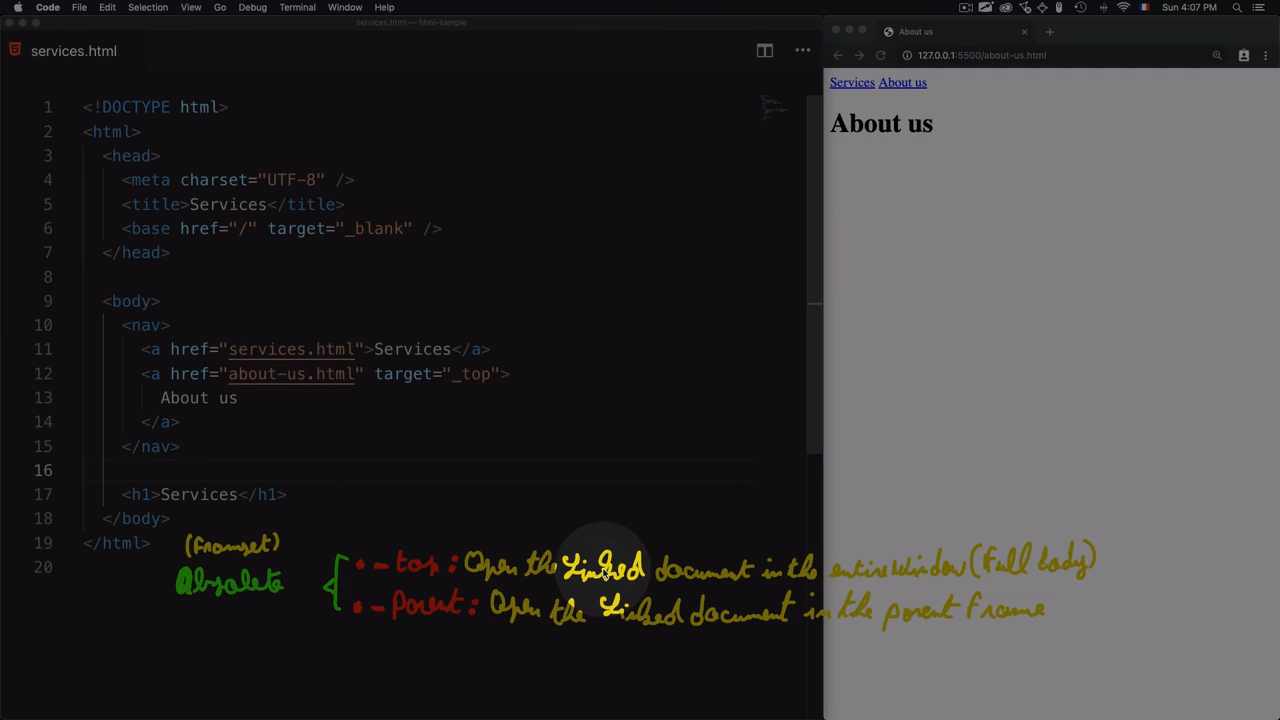 Code File Edit Selection View Go Debug Terminal Window Help Sun 4:07 PM
services.html — html-sample
About us
services.html
127.0.0.1:5500/about-us.html
Services About us
About us
1 <!DOCTYPE html>
2 <html>
3 <head>
4 <meta charset="UTF-8" />
5 <title>Services</title>
6 <base href="/" target="_blank" />
7 </head>
8
9 <body>
10 <nav>
11 <a href="services.html">Services</a>
12 <a href="about-us.html" target="_top">
13 About us
14 </a>
15 </nav>
16
17 <h1>Services</h1>
18 </body>
19 </html>
20
(Frameset)
Obsolete
• _top : Open the Linked document in the entire Window (Full body)
• _Parent : Open the Linked document in the parent Frame